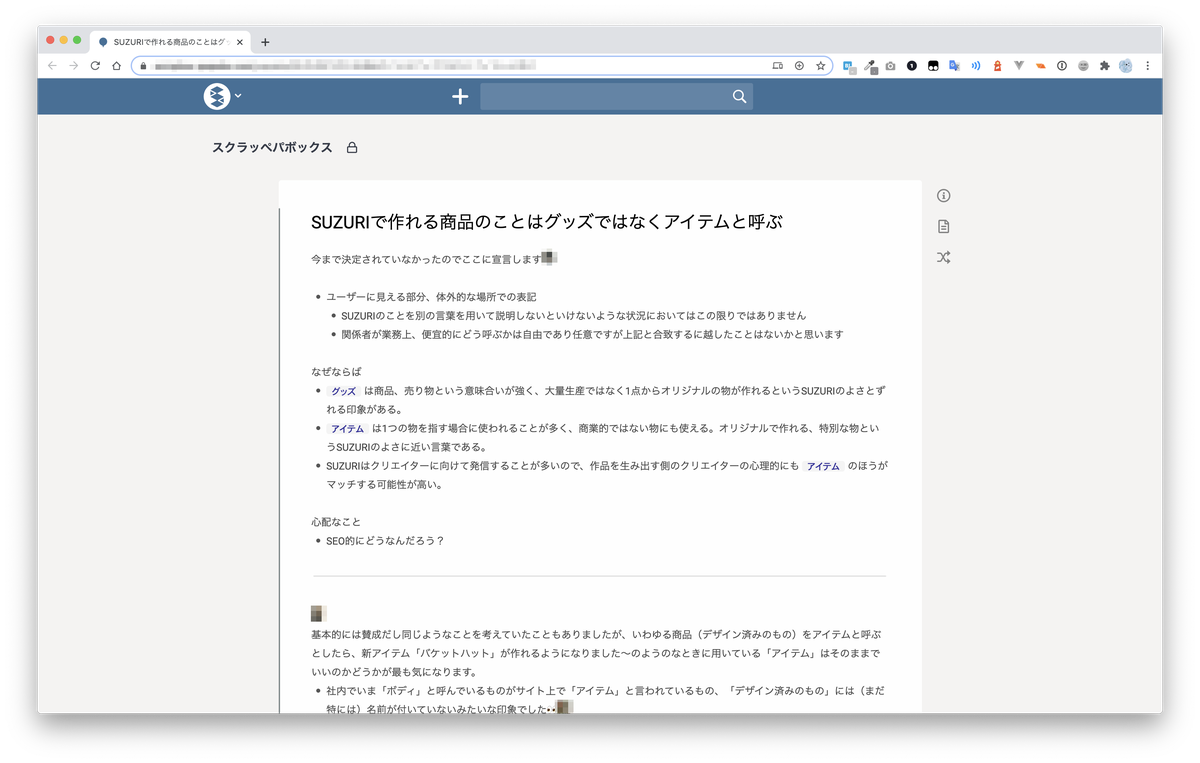 SUZURIで作れる商品のことはグッ
スクラッペパボックス
SUZURIで作れる商品のことはグッズではなくアイテムと呼ぶ
今まで決定されていなかったのでここに宣言します
ユーザーに見える部分、体外的な場所での表記
SUZURIのことを別の言葉を用いて説明しないといけないような状況においてはこの限りではありません
関係者が業務上、便宜的にどう呼ぶかは自由であり任意ですが上記と合致するに越したことはないかと思います
なぜならば
グッズ は商品、売り物という意味合いが強く、大量生産ではなく1点からオリジナルの物が作れるというSUZURIのよさとず
れる印象がある。
アイテム は1つの物を指す場合に使われることが多く、商業的ではない物にも使える。オリジナルで作れる、特別な物とい
うSUZURIのよさに近い言葉である。
SUZURIはクリエイターに向けて発信することが多いので、作品を生み出す側のクリエイターの心理的にも アイテム のほうが
マッチする可能性が高い。
心配なこと
SEO的にどうなんだろう？
基本的には賛成だし同じようなことを考えていたこともありましたが、いわゆる商品（デザイン済みのもの）をアイテムと呼ぶ
としたら、新アイテム「バケットハット」が作れるようになりました〜のようのなときに用いている「アイテム」はそのままで
いいのかどうかが最も気になります。
社内でいま「ボディ」と呼んでいるものがサイト上で「アイテム」と言われているもの、「デザイン済みのもの」には（まだ
特には）名前が付いていないみたいな印象でした